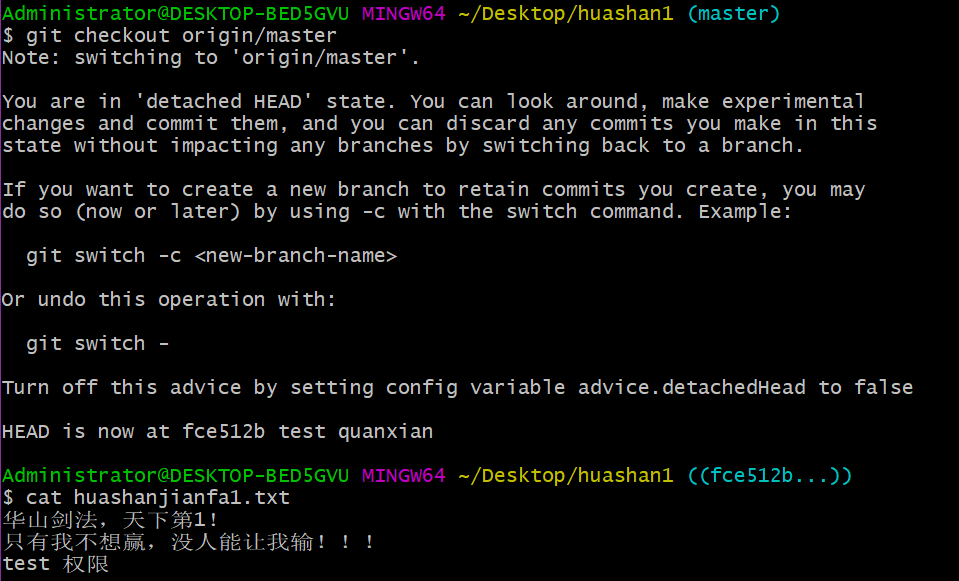 Administrator@DESKTOP-BED5GVU MINGW64 ~/Desktop/huashan1 (master)
$ git checkout origin/master
Note: switching to 'origin/master'.
You are in 'detached HEAD' state. You can look around, make experimental
changes and commit them, and you can discard any commits you make in this
state without impacting any branches by switching back to a branch.
If you want to create a new branch to retain commits you create, you may
do so (now or later) by using -c with the switch command. Example:
git switch -c <new-branch-name>
Or undo this operation with:
git switch -
Turn off this advice by setting config variable advice.detachedHead to false
HEAD is now at fce512b test quanxian
Administrator@DESKTOP-BED5GVU MINGW64 ~/Desktop/huashan1 ((fce512b...))
$ cat huashanjianfa1.txt
华山剑法，天下第1！
只有我不想赢，没人能让我输！！！
test 权限